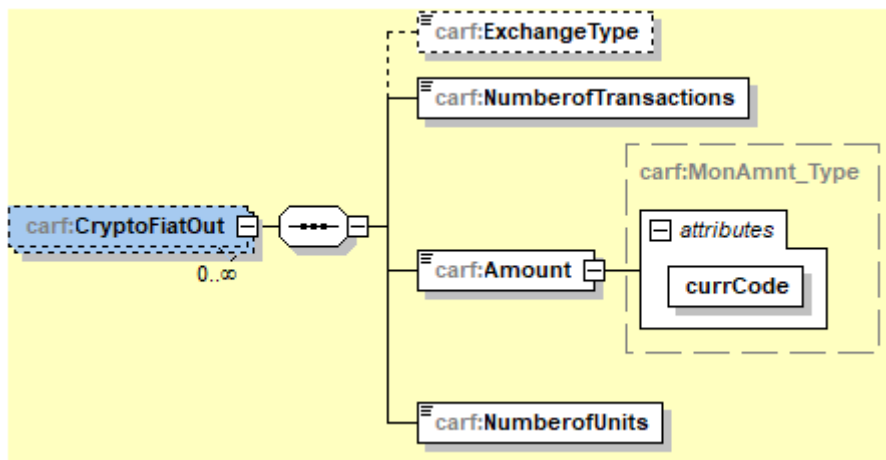 carf:ExchangeType
carf:NumberofTransactions
carf:MonAmnt_Type
attributes
carf:CryptoFiatOut
currCode
carf:Amount
0..∞
carf:NumberofUnits